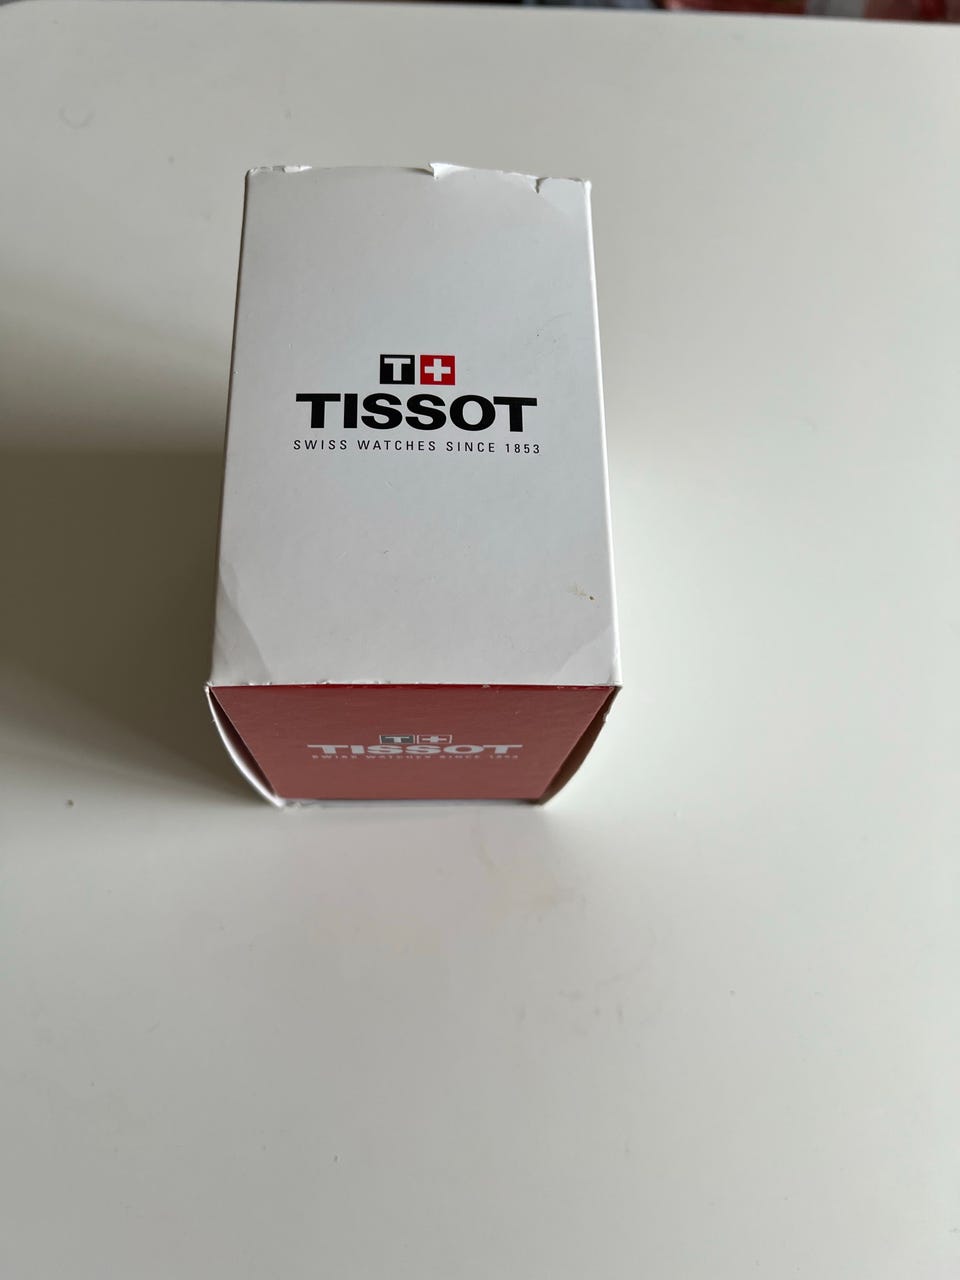 T+
TISSOT
SWISS WATCHES SINCE 1853
T+
TISSOT
SWISS WATCHES SINCE 1853